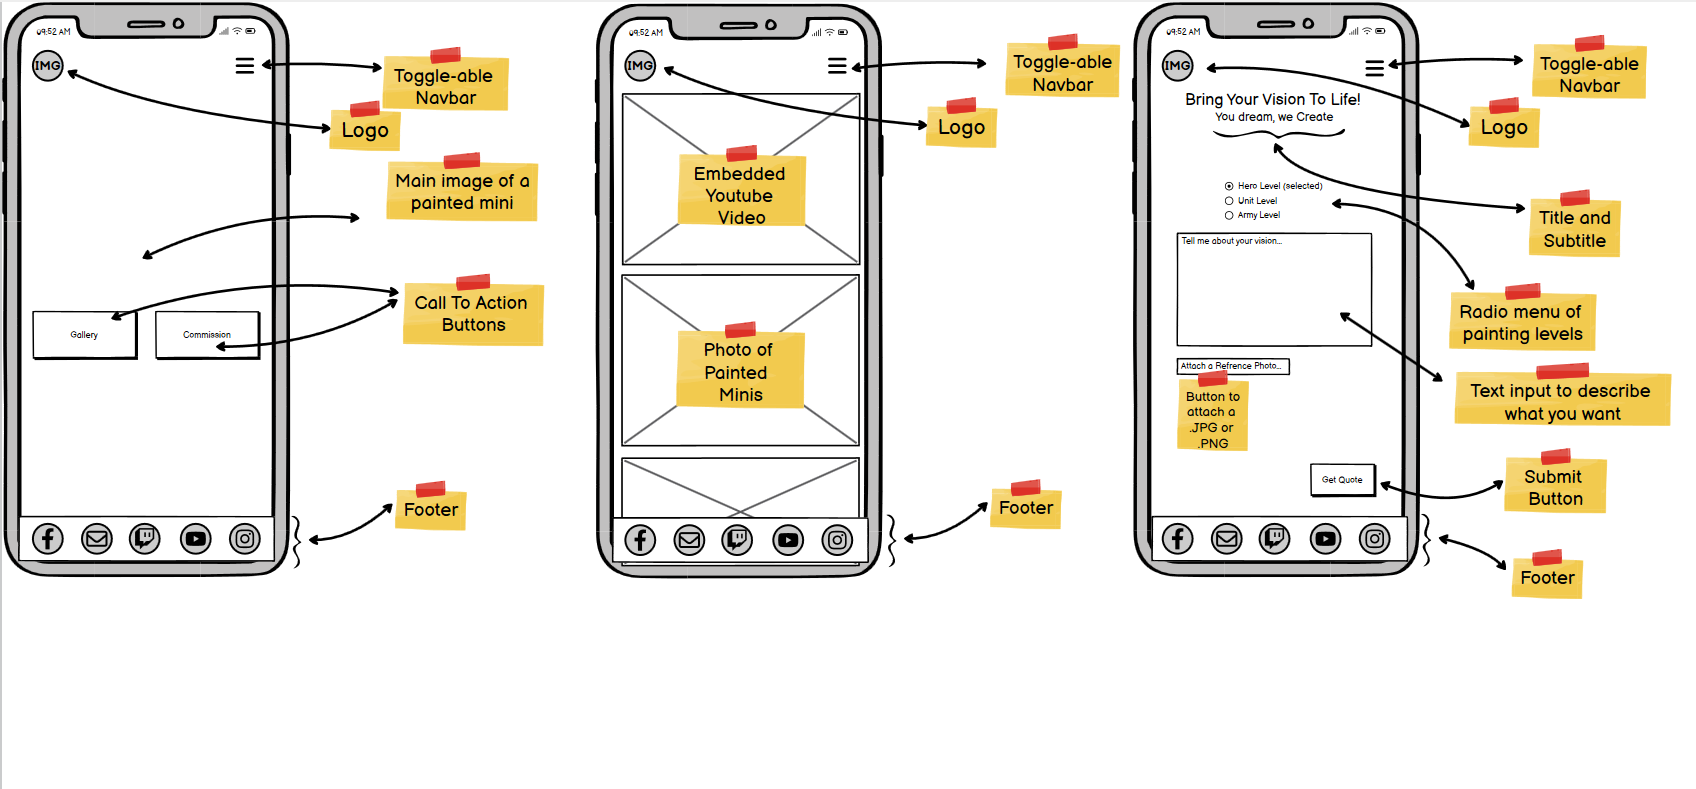 09:52 AM
IMG
Toggle-able
Navbar
Logo
Main image of a
painted mini
Call To Action
Buttons
Gallery
Commission
Footer
09:52 AM
IMG
Toggle-able
Navbar
Logo
Embedded
Youtube
Video
Photo of
Painted
Minis
Footer
09:52 AM
IMG
Toggle-able
Navbar
Logo
Bring Your Vision To Life!
You dream, we Create
Title and
Subtitle
Hero Level (selected)
Unit Level
Army Level
Radio menu of
painting levels
Tell me about your vision...
Text input to describe
what you want
Attach a Refrence Photo...
Button to
attach a
.JPG or
.PNG
Get Quote
Submit
Button
Footer